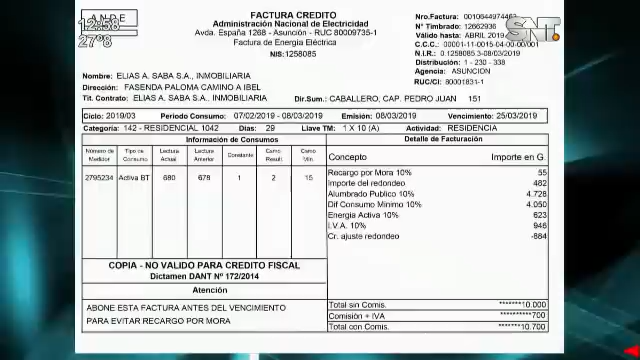 ANDE
12:58
27°8
FACTURA CREDITO
Administración Nacional de Electricidad
Avda. España 1268 - Asunción - RUC 80009735-1
Factura de Energía Eléctrica
NIS:1258085
Nro.Factura: 0010644974
N° Timbrado: 12662936
Válido hasta: ABRIL 2019
C.C.C.: 00001-11-0015-04-00-00/001
N.I.R.: 0.1258085 3-08/03/2019
Distribución: 1 - 230 - 338
Agencia: ASUNCION
RUC/CI: 80001831-1
SNT
Nombre: ELIAS A. SABA S.A., INMOBILIARIA
Dirección: FASENDA PALOMA CAMINO A IBEL
Tit. Contrato: ELIAS A. SABA S.A., INMOBILIARIA Dir.Sum: CABALLERO, CAP. PEDRO JUAN 151
Ciclo: 2019/03 Periodo Consumo: 07/02/2019 - 08/03/2019 Emisión: 08/03/2019 Vencimiento: 25/03/2019
Categoría: 142 - RESIDENCIAL 1042 Días: 29 Llave TM: 1 X 10 (A) Actividad: RESIDENCIA
Información de Consumos
Número de Medidor Tipo de Consumo Lectura Actual Lectura Anterior Constante Csmo Result. Csmo Mín.
2795234 Activa BT 680 678 1 2 15
Detalle de Facturación
Concepto Importe en G.
Recargo por Mora 10% 55
Importe del redondeo 482
Alumbrado Publico 10% 4.728
Dif Consumo Minimo 10% 4.050
Energia Activa 10% 623
I.V.A. 10% 946
Cr. ajuste redondeo -884
COPIA - NO VALIDO PARA CREDITO FISCAL
Dictamen DANT Nº 172/2014
Atención
ABONE ESTA FACTURA ANTES DEL VENCIMIENTO
PARA EVITAR RECARGO POR MORA
Total sin Comis. *******10.000
Comisión + IVA **********700
Total con Comis. *******10.700